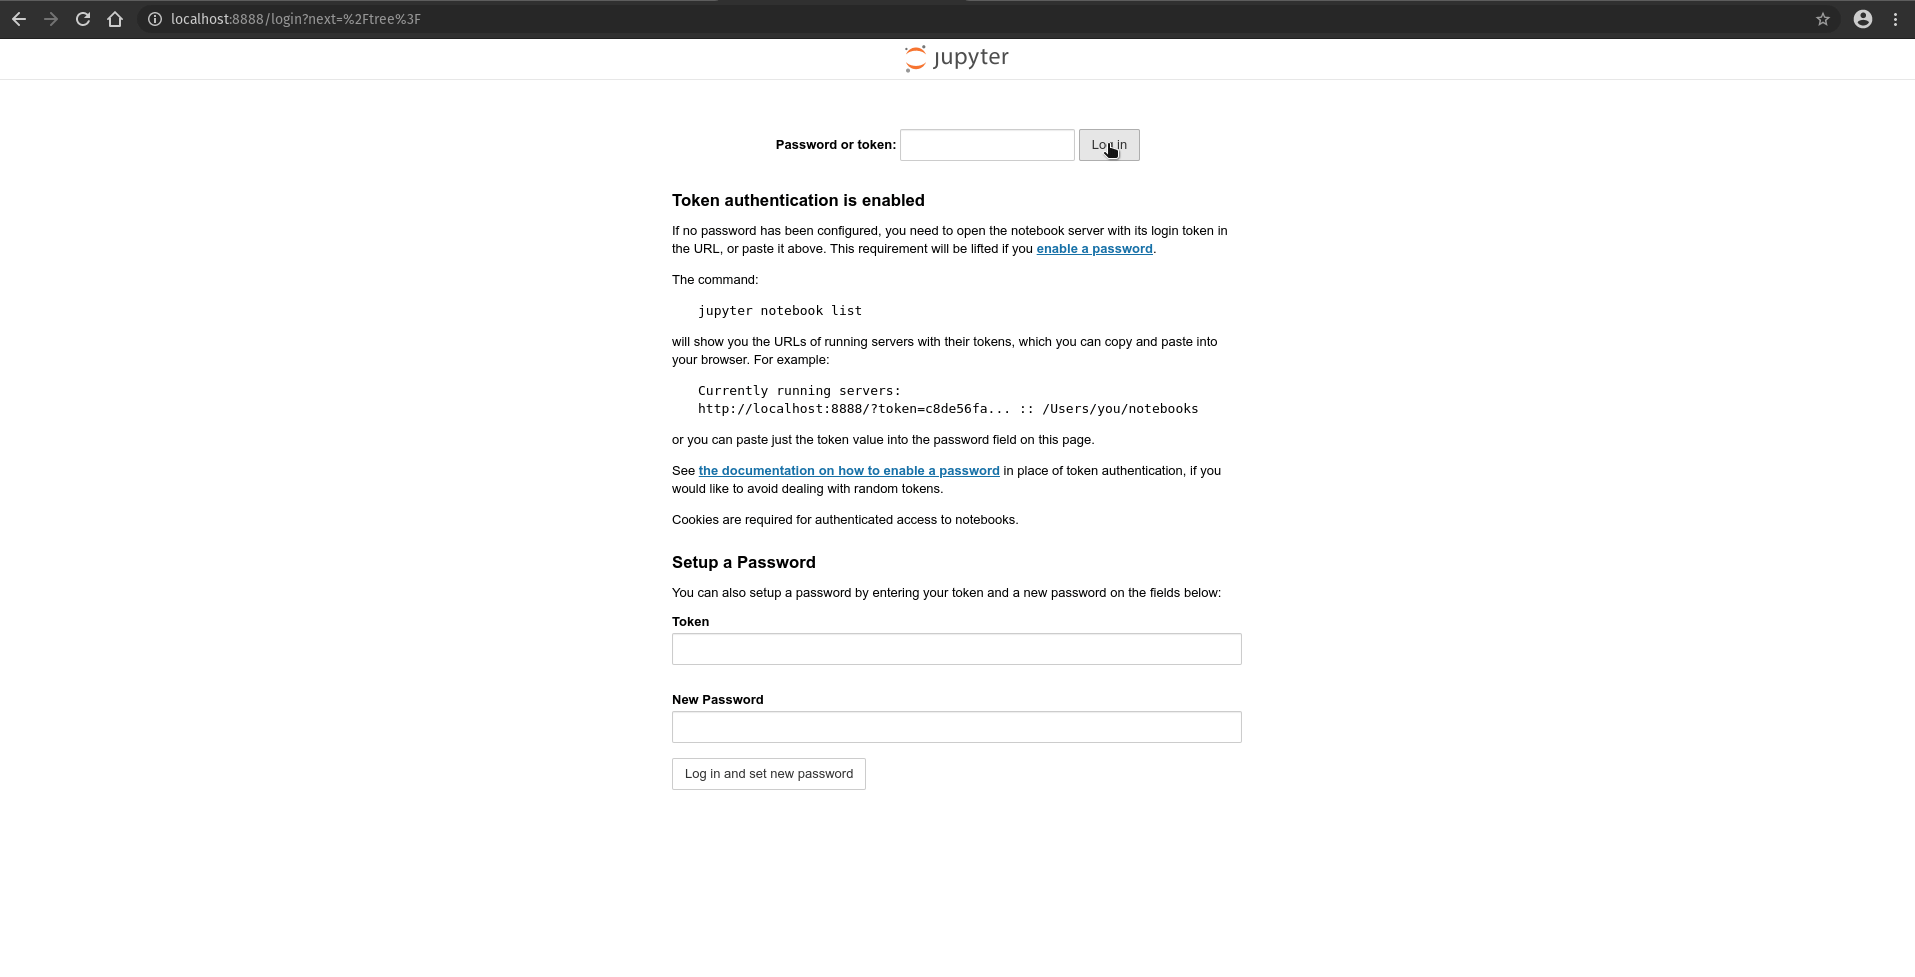 localhost:8888/login?next=%2Ftree%3F
jupyter
Password or token:
Log in
Token authentication is enabled
If no password has been configured, you need to open the notebook server with its login token in
the URL, or paste it above. This requirement will be lifted if you enable a password.
The command:
jupyter notebook list
will show you the URLs of running servers with their tokens, which you can copy and paste into
your browser. For example:
Currently running servers:
http://localhost:8888/?token=c8de56fa... :: /Users/you/notebooks
or you can paste just the token value into the password field on this page.
See the documentation on how to enable a password in place of token authentication, if you
would like to avoid dealing with random tokens.
Cookies are required for authenticated access to notebooks.
Setup a Password
You can also setup a password by entering your token and a new password on the fields below:
Token
New Password
Log in and set new password